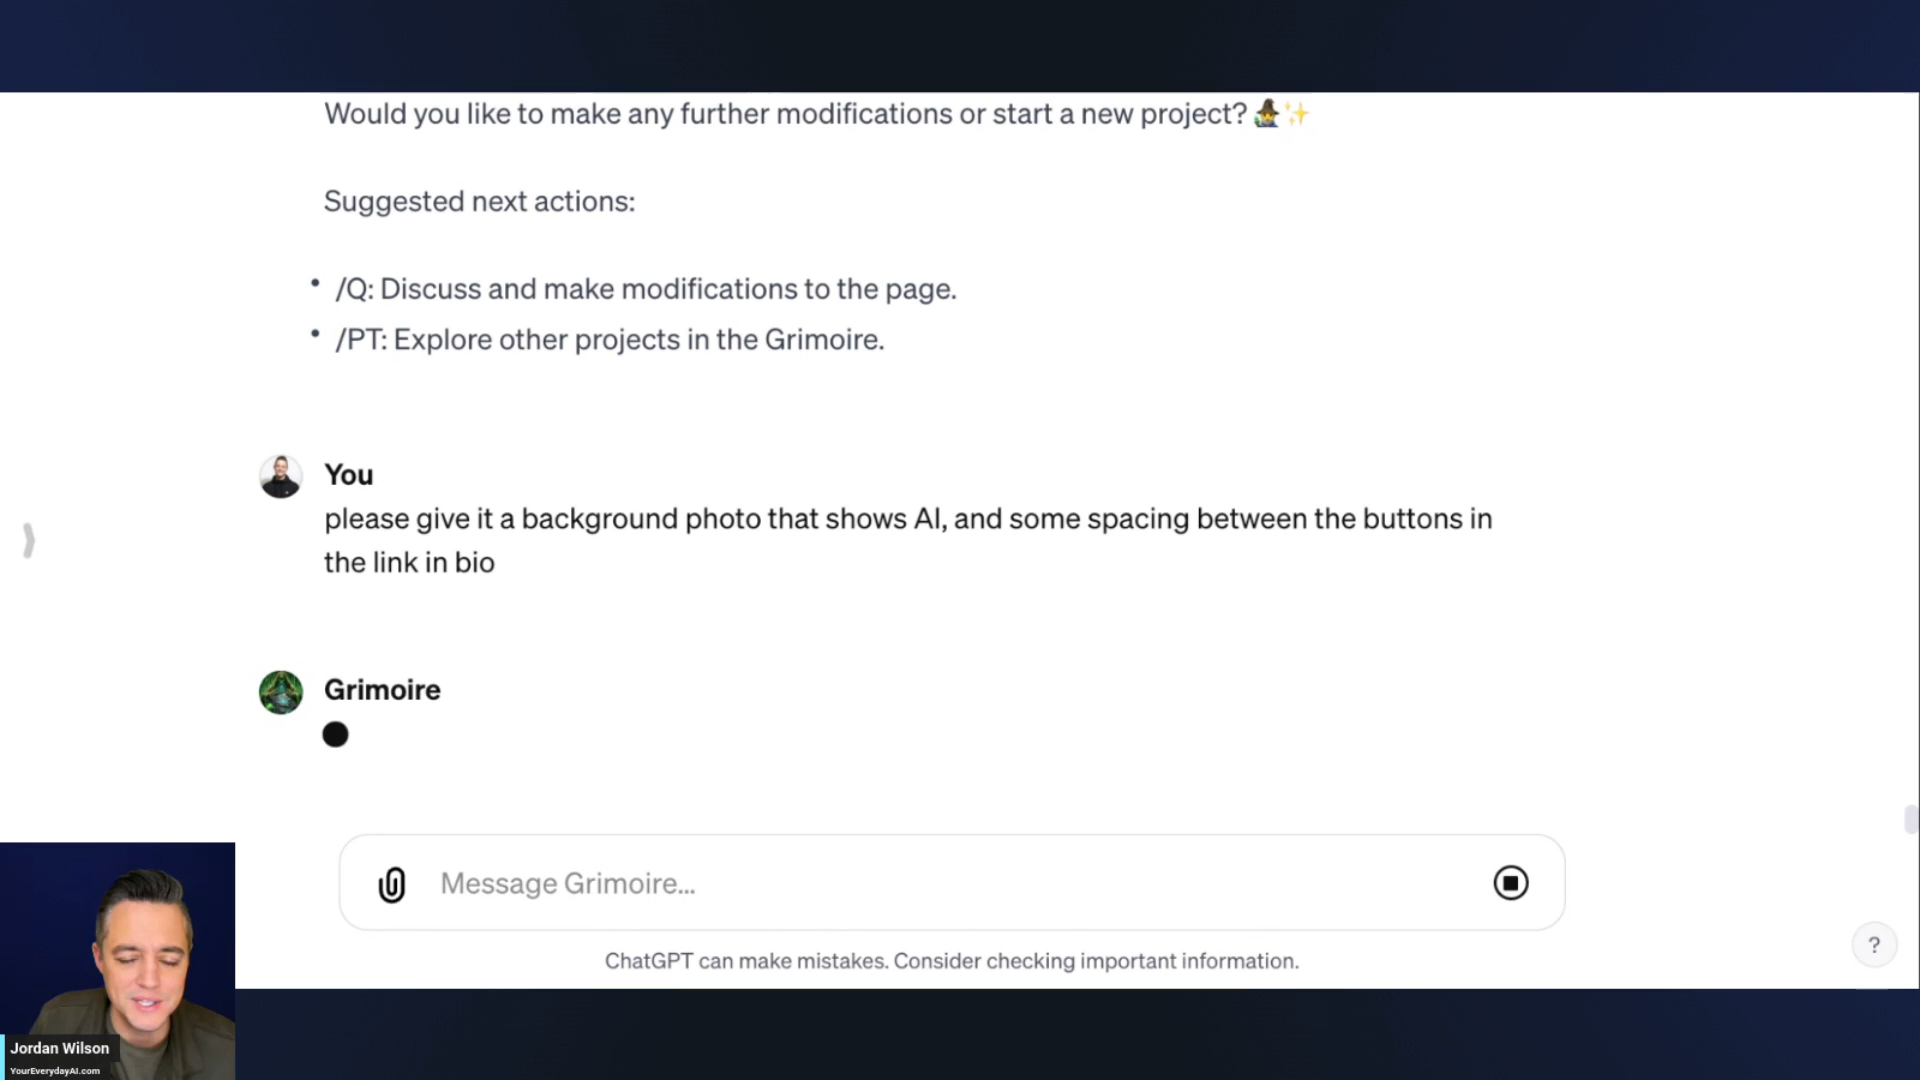 Would you like to make any further modifications or start a new project? 🧙‍♂️✨
Suggested next actions:
• /Q: Discuss and make modifications to the page.
• /PT: Explore other projects in the Grimoire.
You
please give it a background photo that shows AI, and some spacing between the buttons in
the link in bio
Grimoire
Message Grimoire...
ChatGPT can make mistakes. Consider checking important information.
?
Jordan Wilson
YourEverydayAI.com